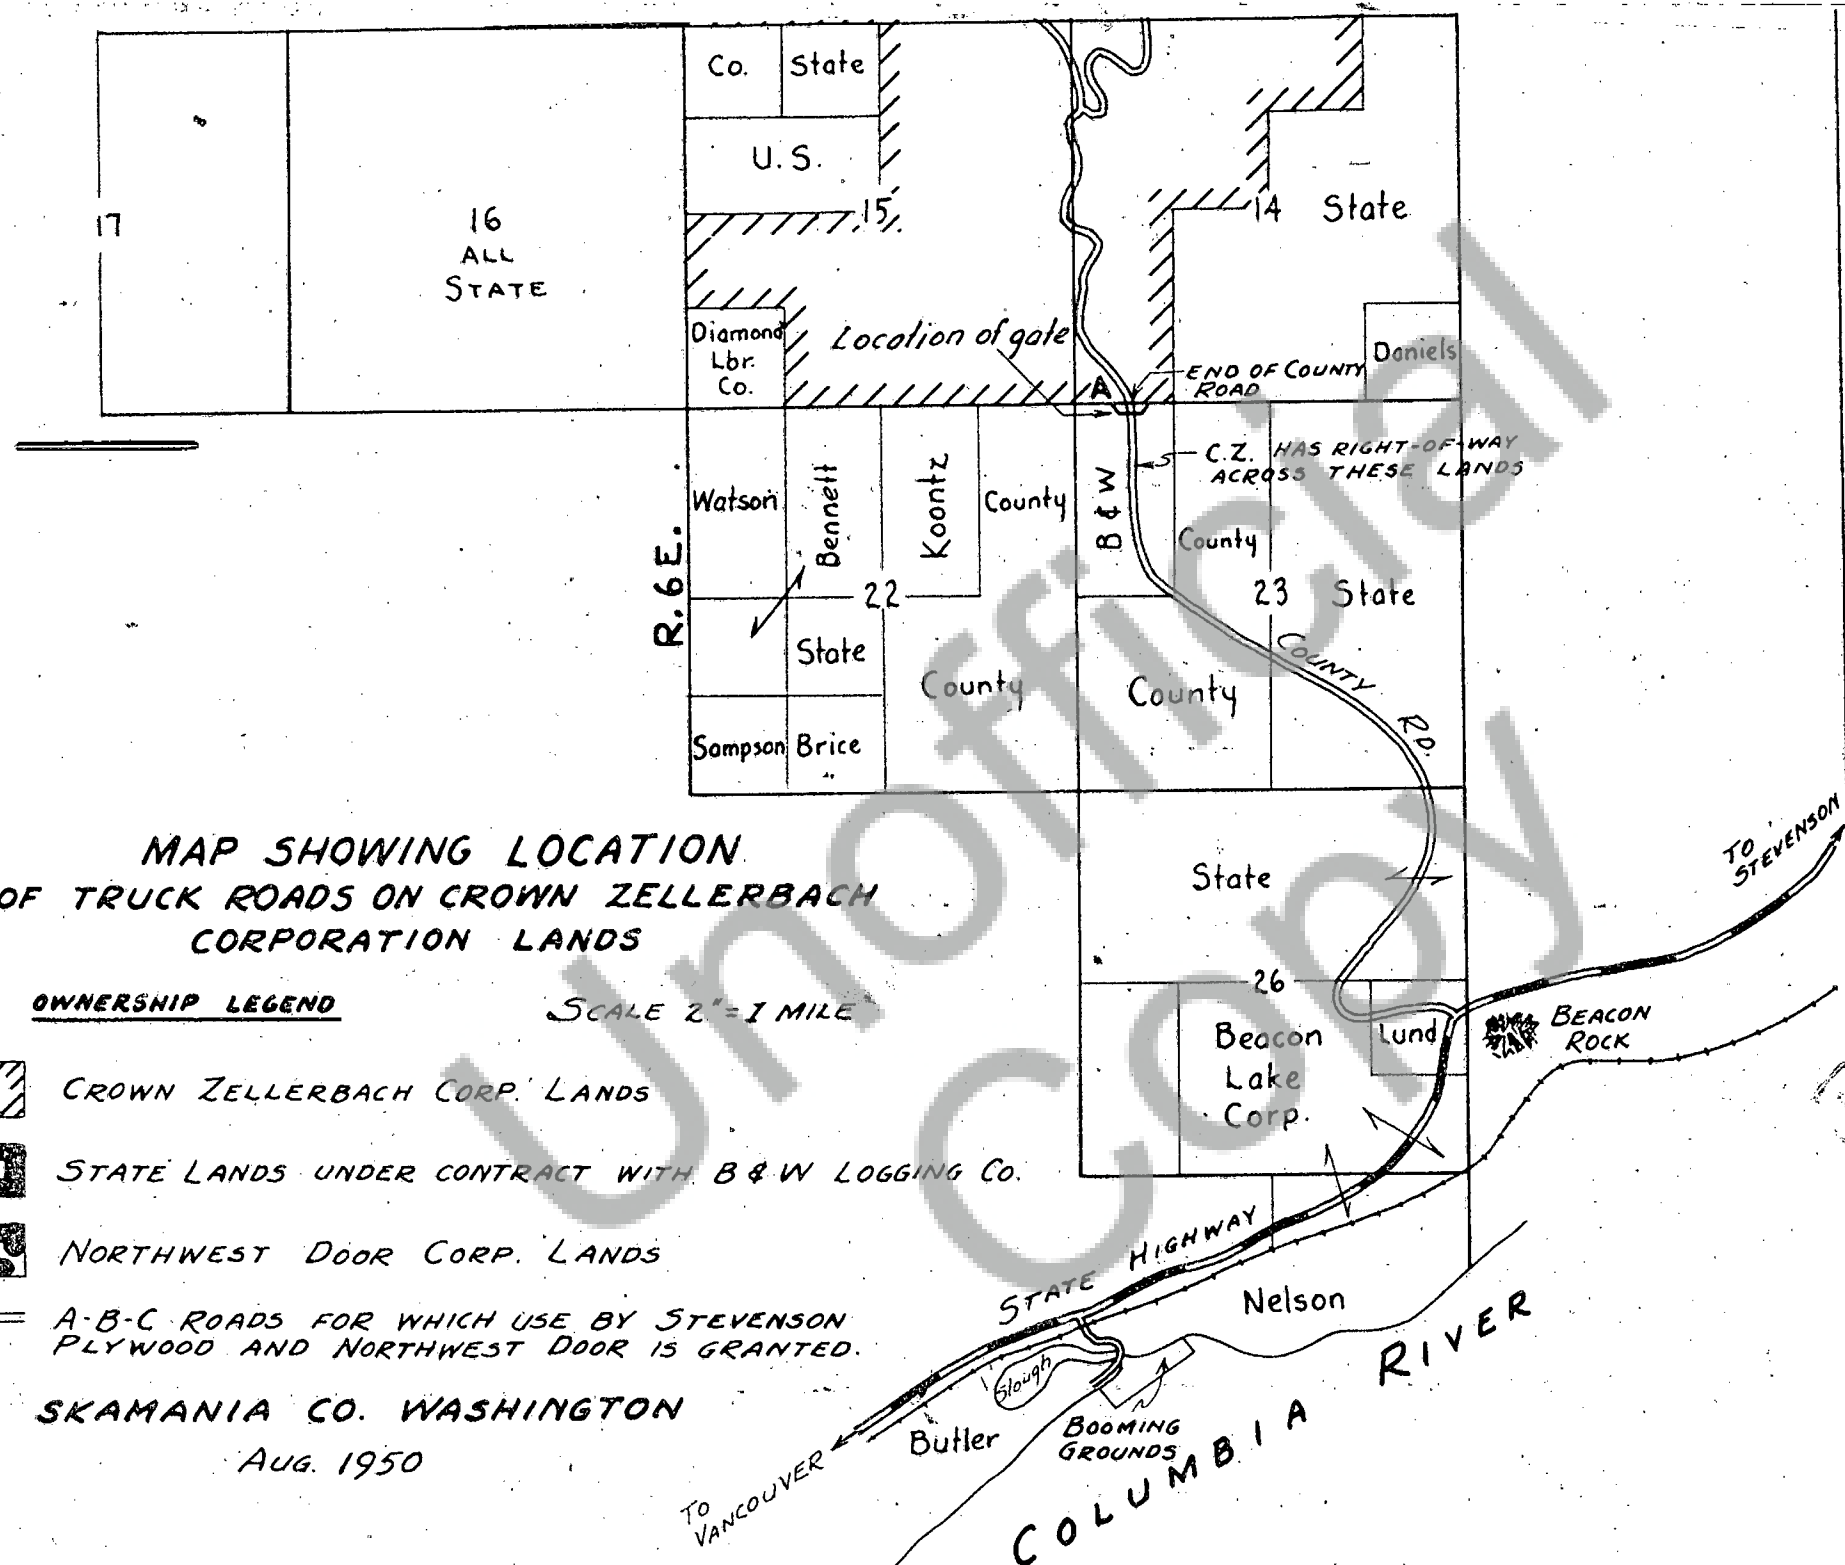 Co.
State
U.S.
17
16
ALL
STATE
15
14
State
Diamond
Lbr.
Co.
Location of gate
A
END OF COUNTY
ROAD
Daniels
C.Z. HAS RIGHT-OF-WAY
ACROSS THESE LANDS
Watson
Bennett
Koontz
County
B & W
County
R. 6 E.
22
23
State
State
County
County
COUNTY RD.
Sampson
Brice
MAP SHOWING LOCATION
OF TRUCK ROADS ON CROWN ZELLERBACH
CORPORATION LANDS
State
TO
STEVENSON
OWNERSHIP LEGEND
SCALE 2" = 1 MILE
26
Beacon
Lake
Corp.
Lund
BEACON
ROCK
CROWN ZELLERBACH CORP. LANDS
STATE LANDS UNDER CONTRACT WITH B & W LOGGING CO.
NORTHWEST DOOR CORP. LANDS
A-B-C ROADS FOR WHICH USE BY STEVENSON
PLYWOOD AND NORTHWEST DOOR IS GRANTED.
SKAMANIA CO. WASHINGTON
AUG. 1950
STATE HIGHWAY
Nelson
Slough
Butler
BOOMING
GROUNDS
TO
VANCOUVER
COLUMBIA RIVER
Unofficial
Copy